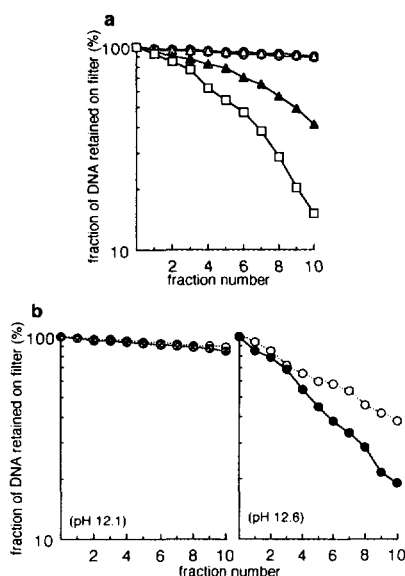 a
fraction of DNA retained on filter (%)
100
10
2 4 6 8 10
fraction number
b
fraction of DNA retained on filter (%)
100
10
(pH 12.1)
(pH 12.6)
2 4 6 8 10
0 2 4 6 8 10
fraction number